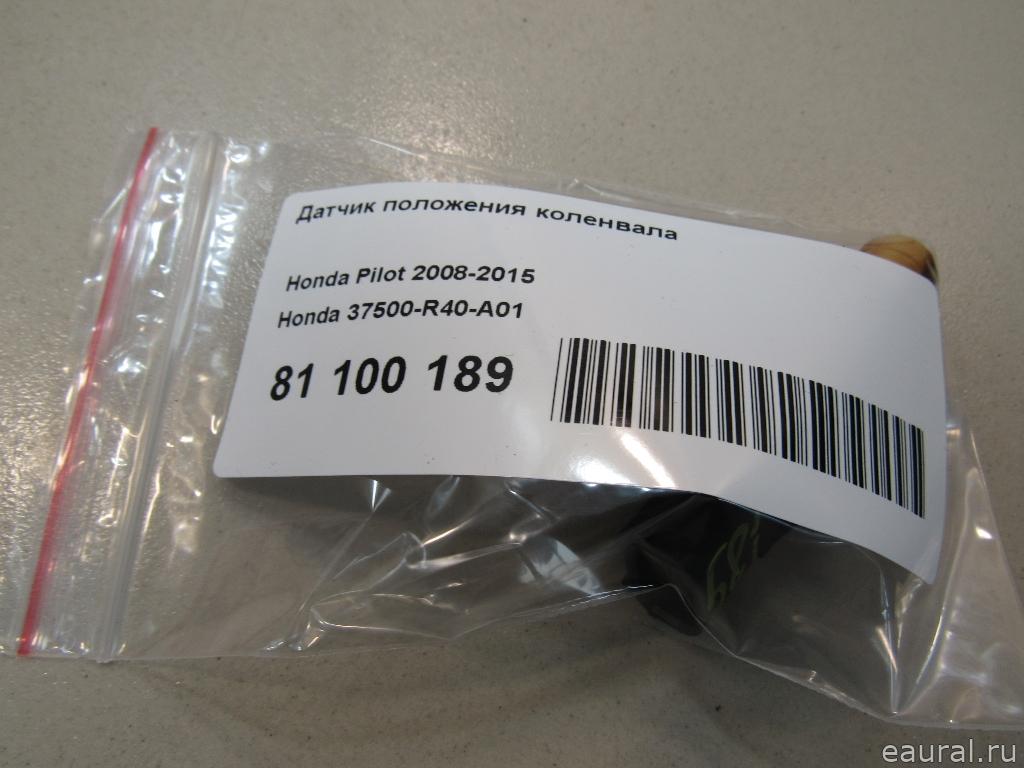 Датчик положения коленвала
Honda Pilot 2008-2015
Honda 37500-R40-A01
81 100 189
eaural.ru